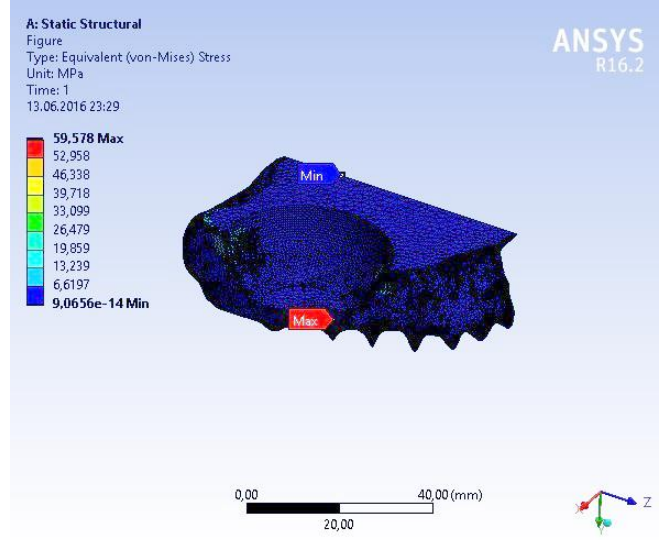 A: Static Structural
Figure
Type: Equivalent (von-Mises) Stress
Unit: MPa
Time: 1
13.06.2016 23:29
ANSYS
R16.2
59,578 Max
52,958
46,338
39,718
33,099
26,479
19,859
13,239
6,6197
9,0656e-14 Min
Min
Max
0,00 40,00 (mm)
20,00
X Z